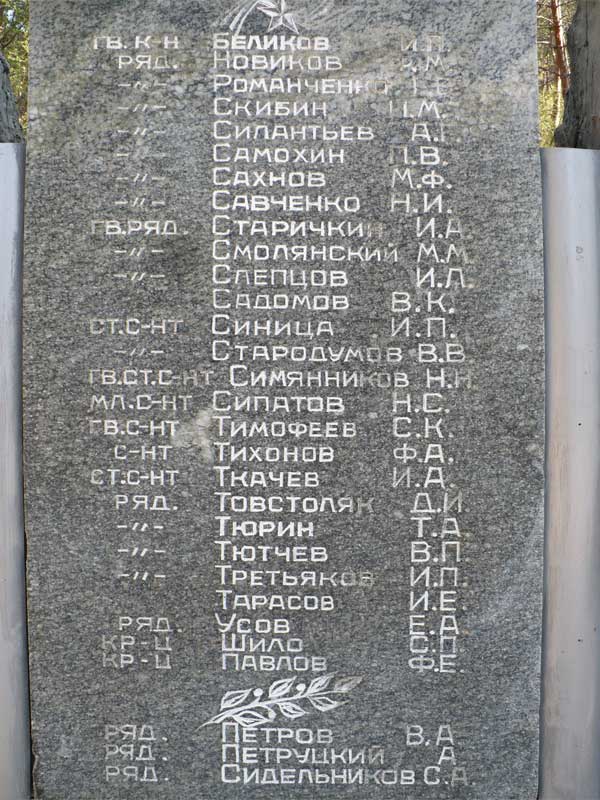 ГВ. К-Н БЕЛИКОВ И.П.
РЯД. НОВИКОВ
-〃- РОМАНЧЕНКО
-〃- СКИБИН
-〃- СИЛАНТЬЕВ
-〃- САМОХИН П.В.
-〃- САХНОВ М.Ф.
-〃- САВЧЕНКО Н.И.
ГВ.РЯД. СТАРИЧКИН И.А
-〃- СМОЛЯНСКИЙ М.М
-〃- СЛЕПЦОВ И.Л.
САДОМОВ В.К.
СТ.С-НТ СИНИЦА И.П.
-〃- СТАРОДУМОВ В.В
ГВ.СТ.С-НТ СИМЯННИКОВ Н.Н
МЛ.С-НТ СИПАТОВ Н.С.
ГВ.С-НТ ТИМОФЕЕВ С.К.
С-НТ ТИХОНОВ Ф.А.
СТ.С-НТ ТКАЧЕВ И.А.
РЯД. ТОВСТОЛЯК Д.И
-〃- ТЮРИН Т.А
-〃- ТЮТЧЕВ В.П.
-〃- ТРЕТЬЯКОВ И.П.
ТАРАСОВ И.Е.
РЯД. УСОВ Е.А
КР-Ц ШИЛО С.П
КР-Ц ПАВЛОВ Ф.Е.
РЯД. ПЕТРОВ В.А
РЯД. ПЕТРУЦКИЙ А
РЯД. СИДЕЛЬНИКОВ С.А.